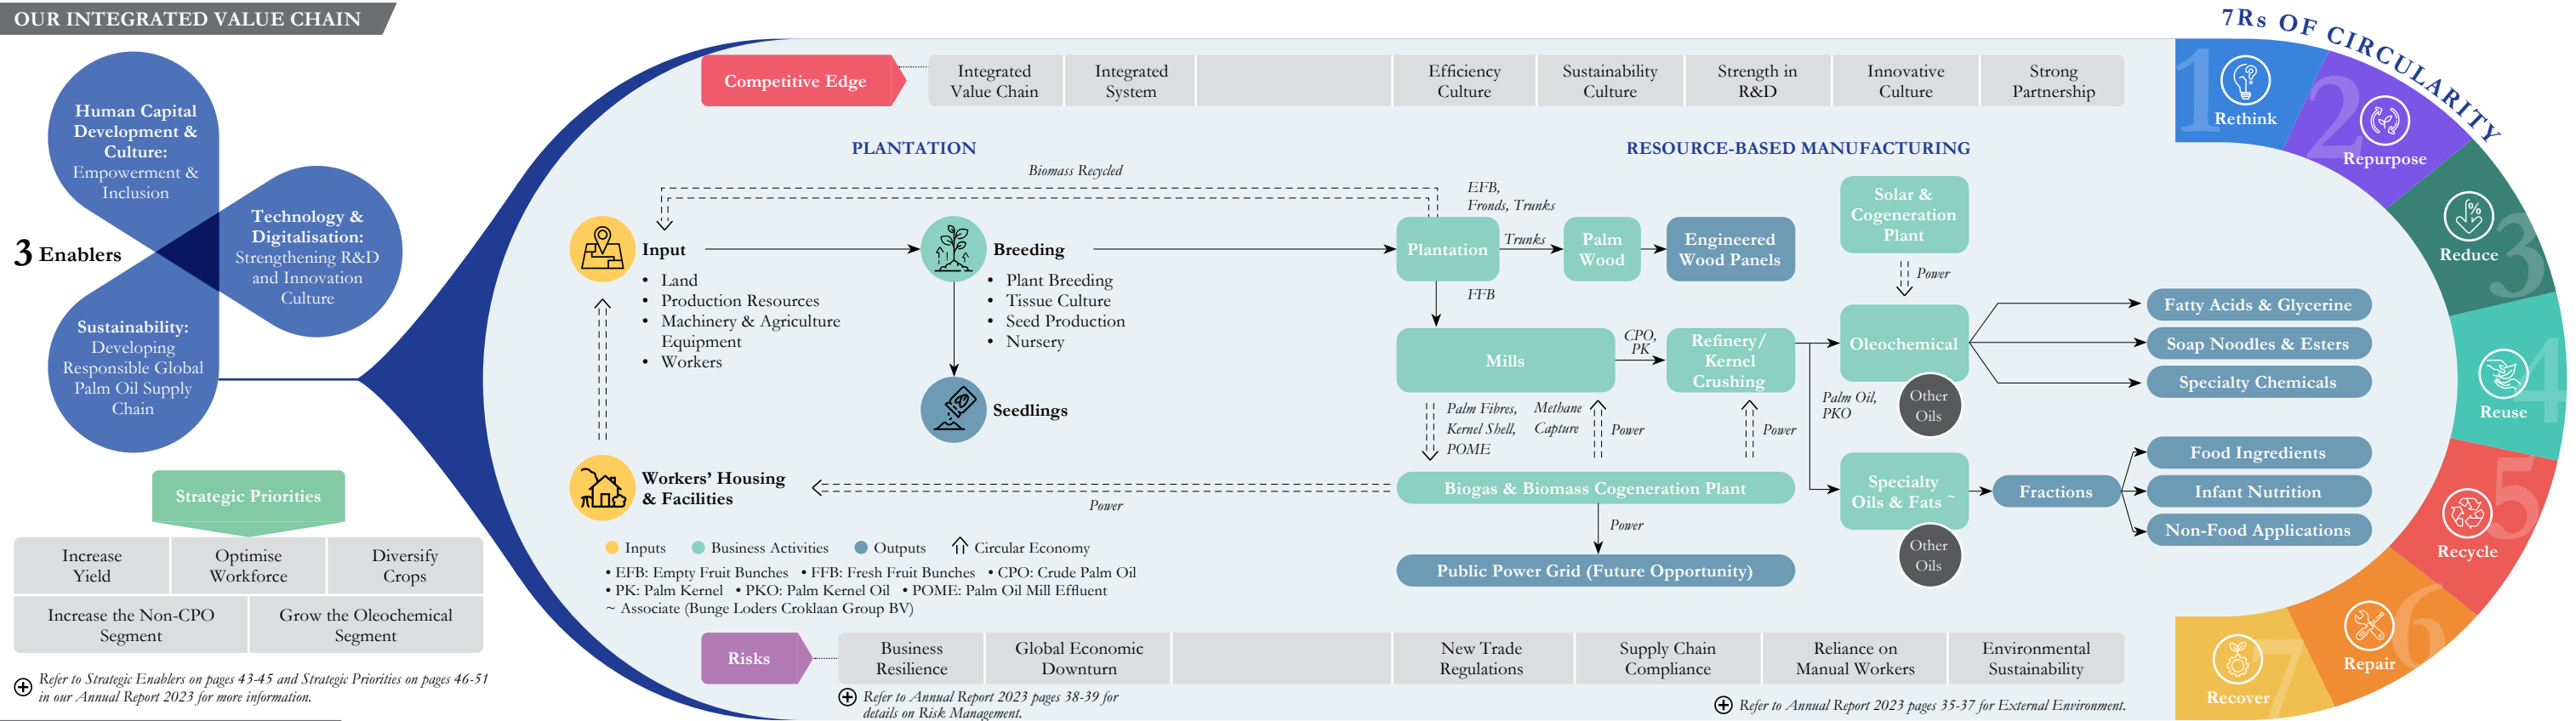 OUR INTEGRATED VALUE CHAIN
Human Capital
Development &
Culture:
Empowerment &
Inclusion
Technology &
Digitalisation:
Strengthening R&D
and Innovation
Culture
3 Enablers
Sustainability:
Developing
Responsible Global
Palm Oil Supply
Chain
Strategic Priorities
Increase
Yield
Optimise
Workforce
Diversify
Crops
Increase the Non-CPO
Segment
Grow the Oleochemical
Segment
Refer to Strategic Enablers on pages 43-45 and Strategic Priorities on pages 46-51
in our Annual Report 2023 for more information.
Competitive Edge
Integrated
Value Chain
Integrated
System
Efficiency
Culture
Sustainability
Culture
Strength in
R&D
Innovative
Culture
Strong
Partnership
PLANTATION
RESOURCE-BASED MANUFACTURING
Biomass Recycled
EFB,
Fronds, Trunks
Input
• Land
• Production Resources
• Machinery & Agriculture
Equipment
• Workers
Breeding
• Plant Breeding
• Tissue Culture
• Seed Production
• Nursery
Seedlings
Workers' Housing
& Facilities
Power
Plantation
Trunks
Palm
Wood
Engineered
Wood Panels
Solar &
Cogeneration
Plant
Power
FFB
Mills
CPO,
PK
Refinery/
Kernel
Crushing
Oleochemical
Other
Oils
Fatty Acids & Glycerine
Soap Noodles & Esters
Specialty Chemicals
Palm Oil,
PKO
Palm Fibres,
Kernel Shell,
POME
Methane
Capture
Power
Power
Biogas & Biomass Cogeneration Plant
Power
Public Power Grid (Future Opportunity)
Specialty
Oils & Fats ~
Other
Oils
Fractions
Food Ingredients
Infant Nutrition
Non-Food Applications
Inputs
Business Activities
Outputs
Circular Economy
• EFB: Empty Fruit Bunches • FFB: Fresh Fruit Bunches • CPO: Crude Palm Oil
• PK: Palm Kernel • PKO: Palm Kernel Oil • POME: Palm Oil Mill Effluent
~ Associate (Bunge Loders Croklaan Group BV)
Risks
Business
Resilience
Global Economic
Downturn
New Trade
Regulations
Supply Chain
Compliance
Reliance on
Manual Workers
Environmental
Sustainability
Refer to Annual Report 2023 pages 38-39 for
details on Risk Management.
Refer to Annual Report 2023 pages 35-37 for External Environment.
7Rs OF CIRCULARITY
1
Rethink
2
Repurpose
3
Reduce
4
Reuse
5
Recycle
6
Repair
7
Recover